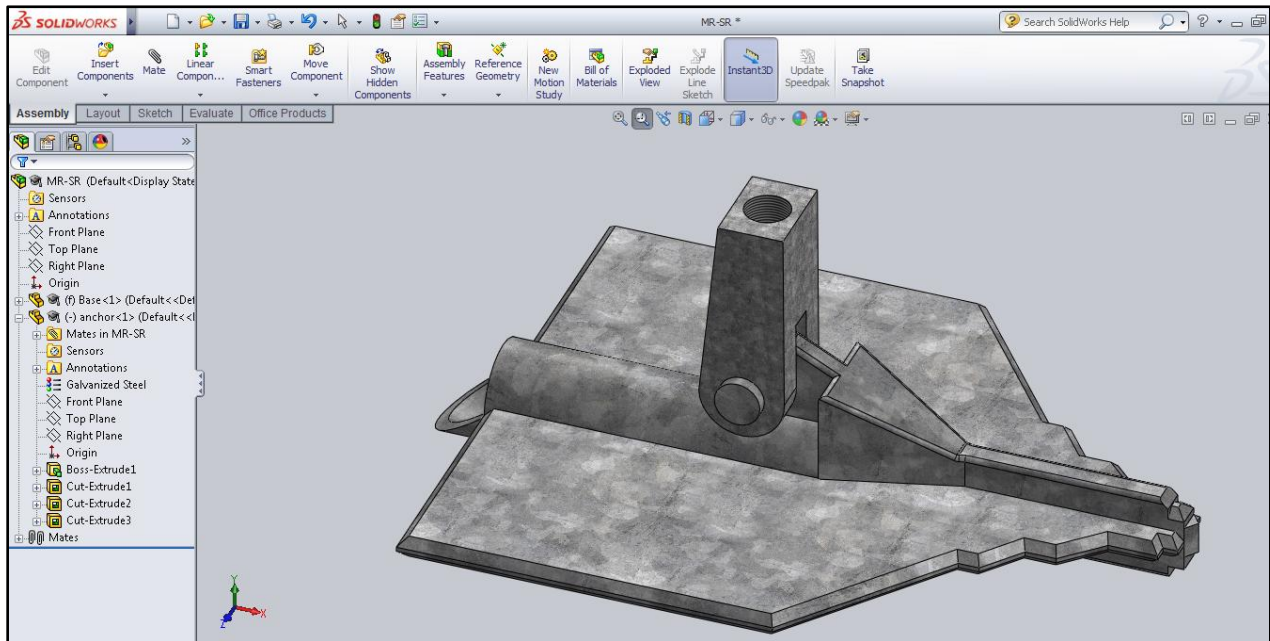 SOLIDWORKS
MR-SR *
Search SolidWorks Help
Edit Component
Insert Components
Mate
Linear Compon...
Smart Fasteners
Move Component
Show Hidden Components
Assembly Features
Reference Geometry
New Motion Study
Bill of Materials
Exploded View
Explode Line Sketch
Instant3D
Update Speedpak
Take Snapshot
Assembly Layout Sketch Evaluate Office Products
MR-SR (Default<Display State
Sensors
A Annotations
Front Plane
Top Plane
Right Plane
Origin
(f) Base<1> (Default<<Def
(-) anchor<1> (Default<<
Mates in MR-SR
Sensors
A Annotations
Galvanized Steel
Front Plane
Top Plane
Right Plane
Origin
Boss-Extrude1
Cut-Extrude1
Cut-Extrude2
Cut-Extrude3
Mates
Y
X
Z